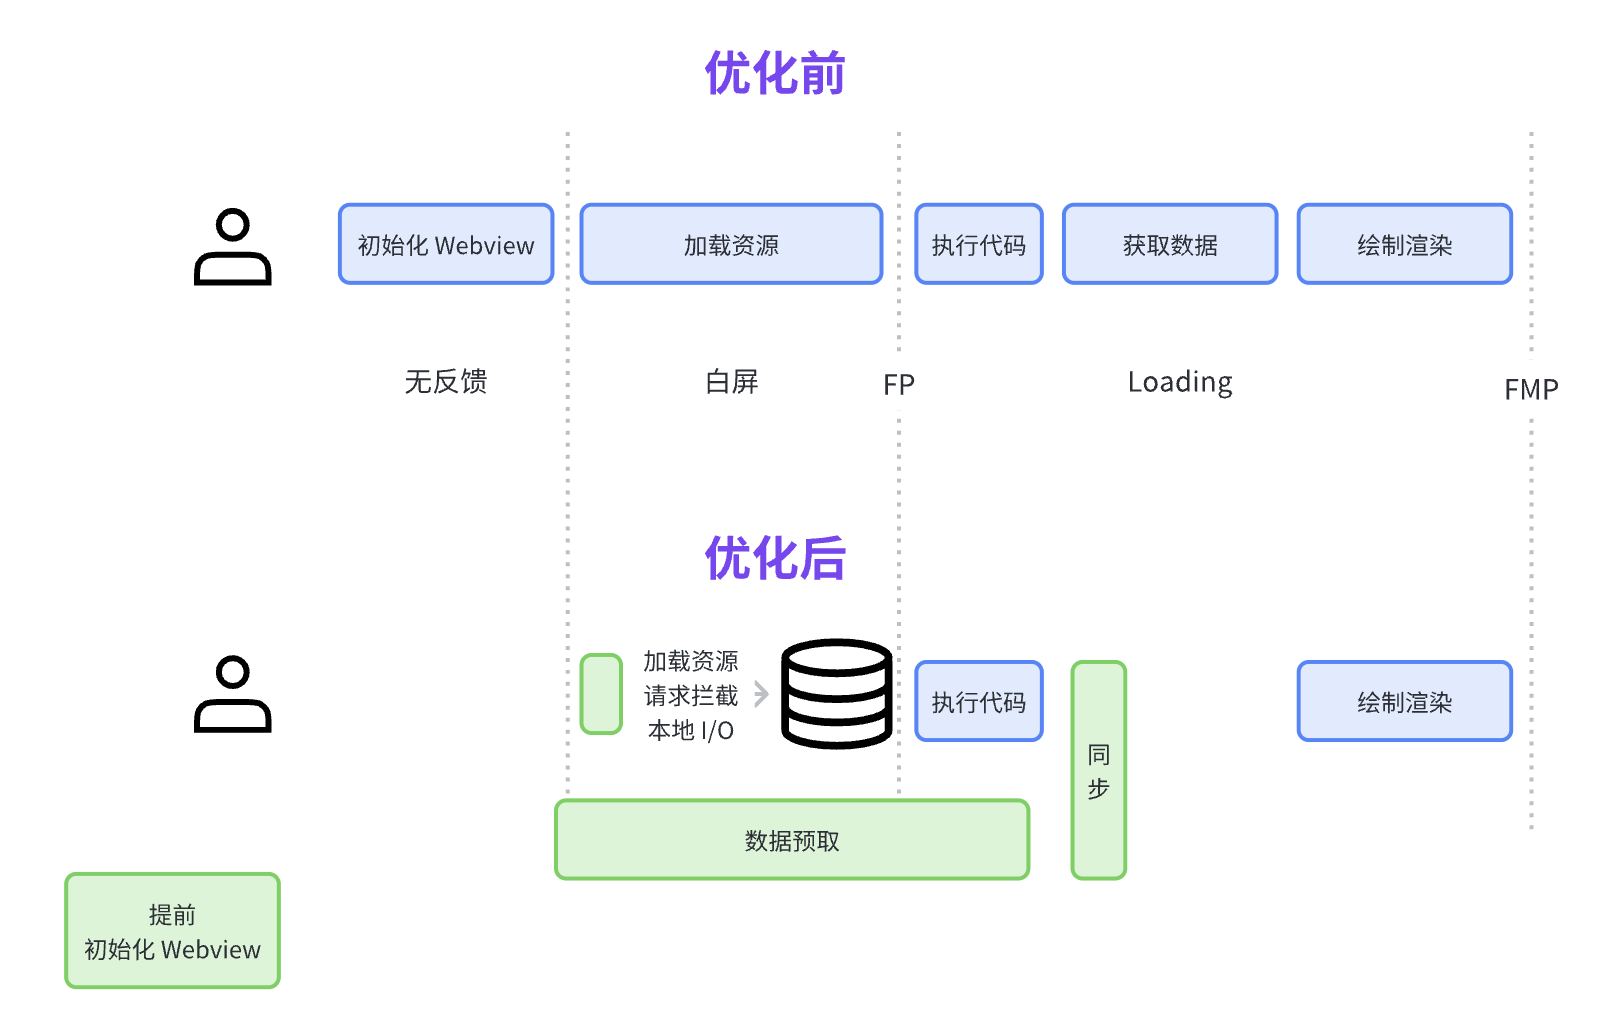 优化前
初始化 Webview
加载资源
执行代码
获取数据
绘制渲染
无反馈
白屏
FP
Loading
FMP
优化后
加载资源
请求拦截
本地 I/O
执行代码
同
步
绘制渲染
数据预取
提前
初始化 Webview